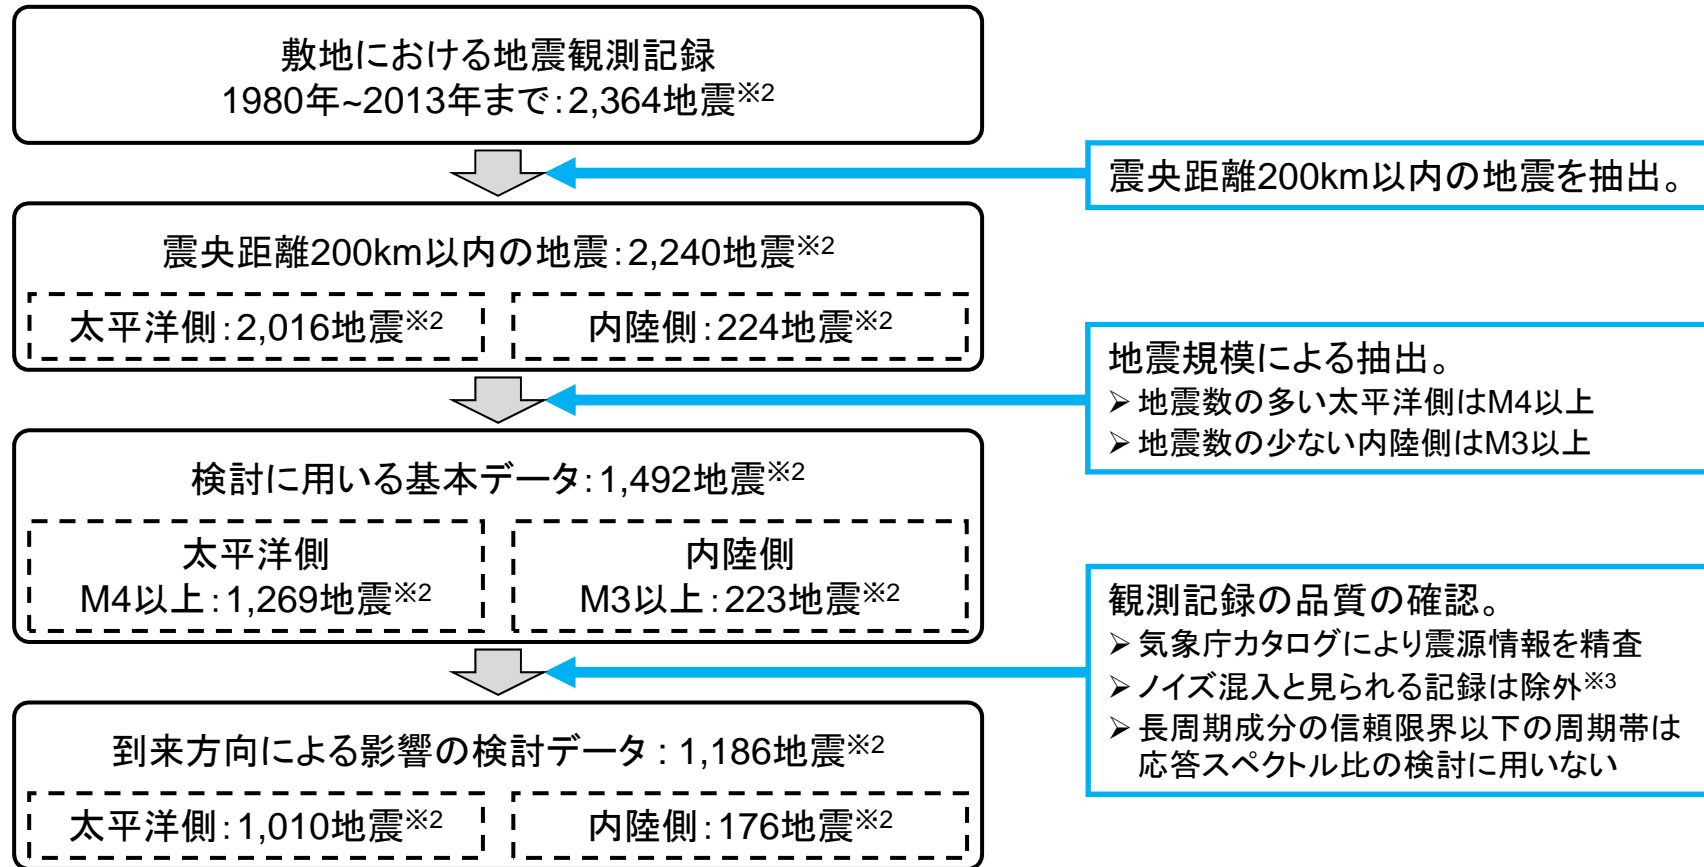 敷地における地震観測記録
1980年~2013年まで：2,364地震※2
震央距離200km以内の地震を抽出。
震央距離200km以内の地震：2,240地震※2
太平洋側：2,016地震※2
内陸側：224地震※2
地震規模による抽出。
➢ 地震数の多い太平洋側はM4以上
➢ 地震数の少ない内陸側はM3以上
検討に用いる基本データ：1,492地震※2
太平洋側
M4以上：1,269地震※2
内陸側
M3以上：223地震※2
観測記録の品質の確認。
➢ 気象庁カタログにより震源情報を精査
➢ ノイズ混入と見られる記録は除外※3
➢ 長周期成分の信頼限界以下の周期帯は
応答スペクトル比の検討に用いない
到来方向による影響の検討データ：1,186地震※2
太平洋側：1,010地震※2
内陸側：176地震※2